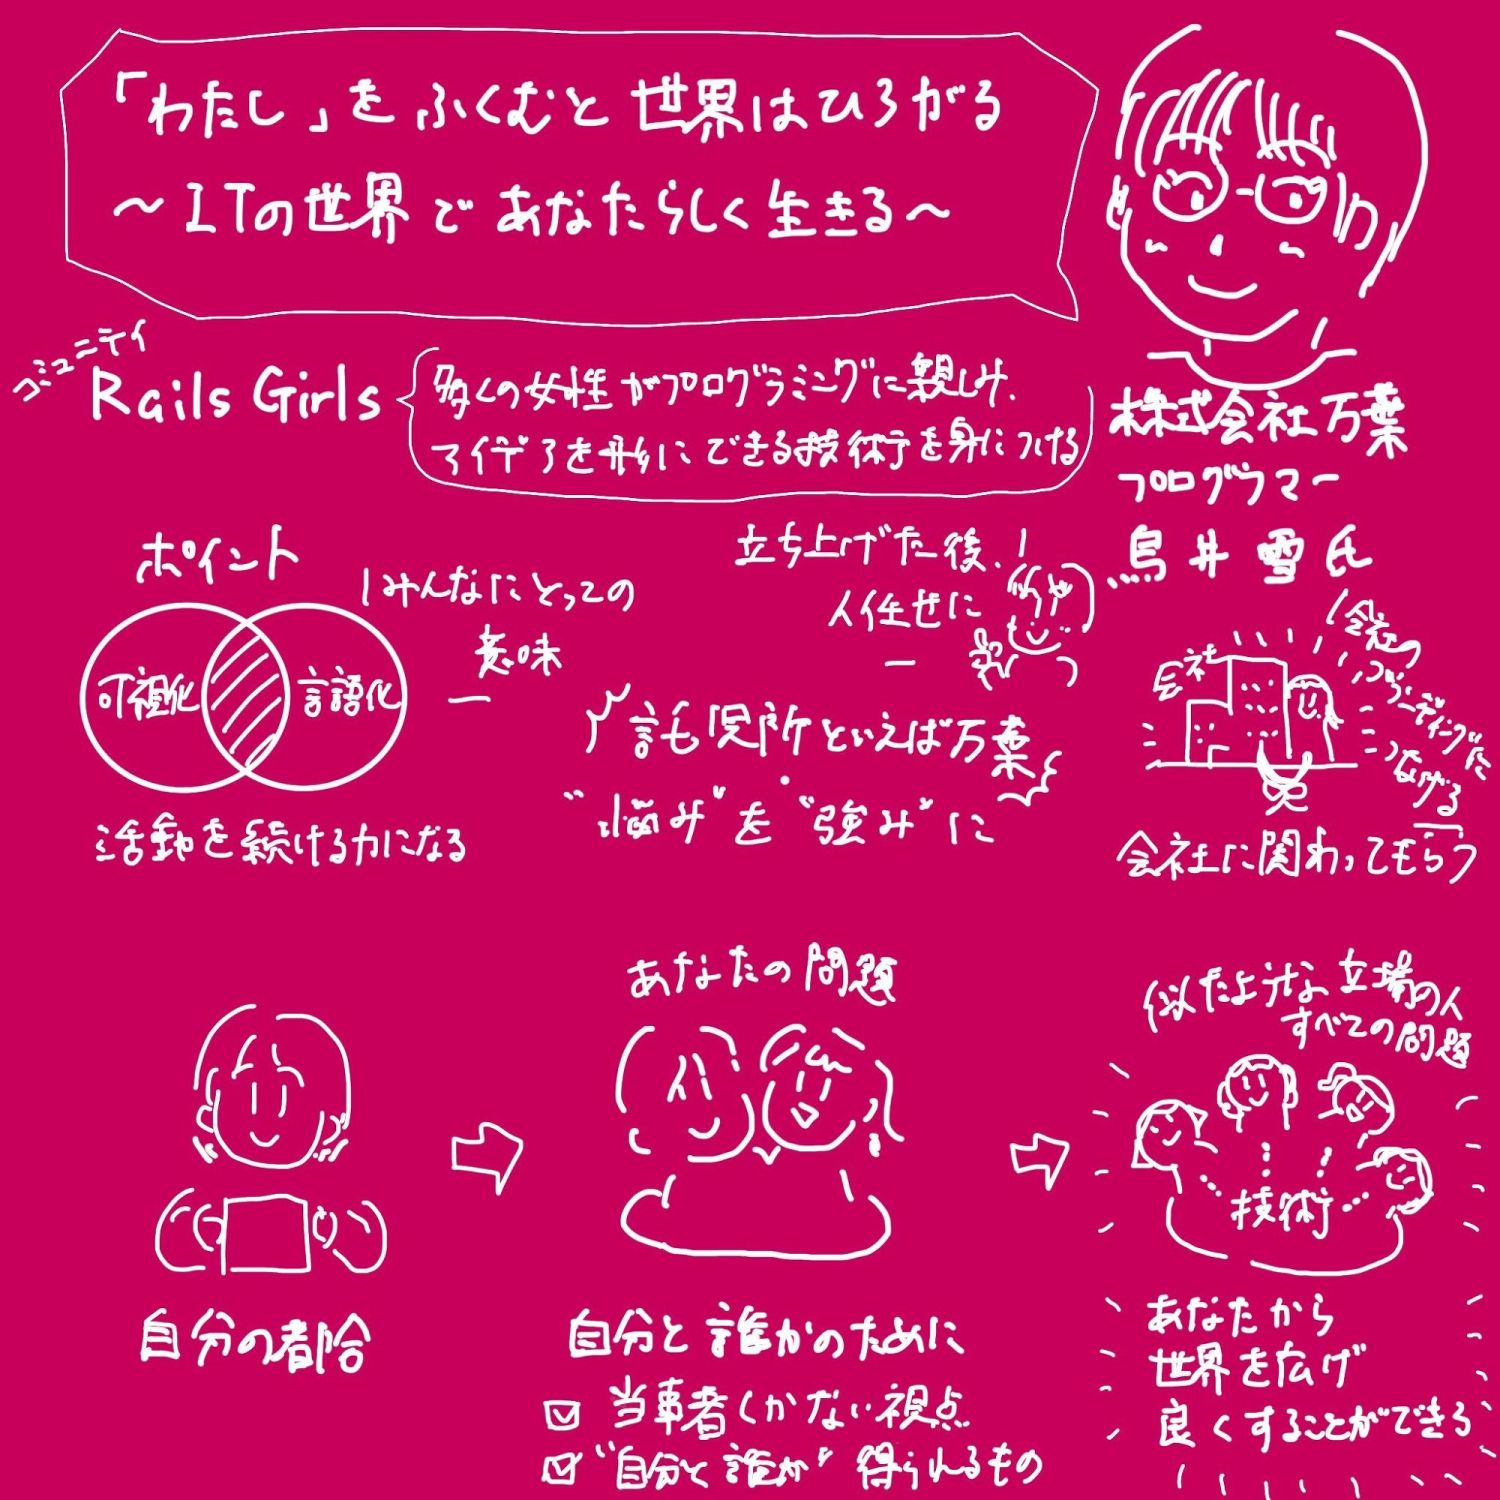 「わたし」をふくむと世界はひろがる
～ITの世界であなたらしく生きる～
コミュニティ
Rails Girls
多くの女性がプログラミングに親しみ、
アイデアを形にできる技術を身につける
株式会社万葉
プログラマー
鳥井雪氏
ポイント
みんなにとっての
意味
可視化
言語化
活動を続ける力になる
立ち上げた後、
人任せに
託児所といえば万葉
"悩み"を"強み"に
会社
会社の
ブランディングに
つなげる
会社に関わってもらう
自分の都合
あなたの問題
自分と誰かのために
当事者しかない視点
"自分と誰か"得られるもの
似たような立場の人
すべての問題
技術
あなたから
世界を広げ
良くすることができる